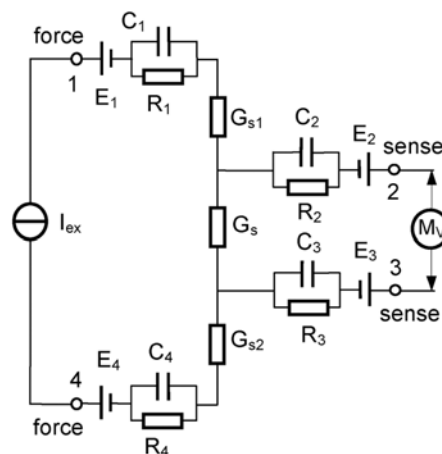 force
1
E1
C1
R1
Gs1
C2
R2
E2
sense
2
Iex
Gs
MV
C3
R3
E3
3
sense
Gs2
4
force
E4
C4
R4